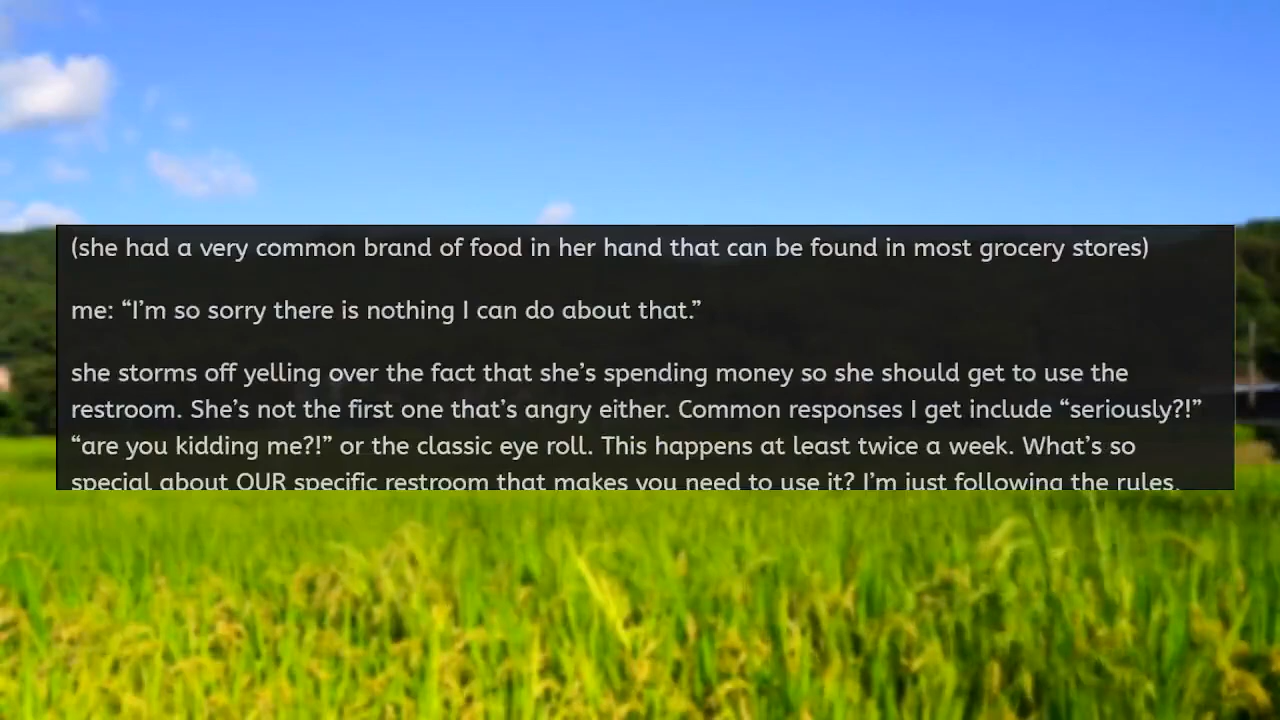 (she had a very common brand of food in her hand that can be found in most grocery stores)
me: “I’m so sorry there is nothing I can do about that.”
she storms off yelling over the fact that she’s spending money so she should get to use the
restroom. She’s not the first one that’s angry either. Common responses I get include “seriously?!”
“are you kidding me?!” or the classic eye roll. This happens at least twice a week. What’s so
special about OUR specific restroom that makes you need to use it? I’m just following the rules.